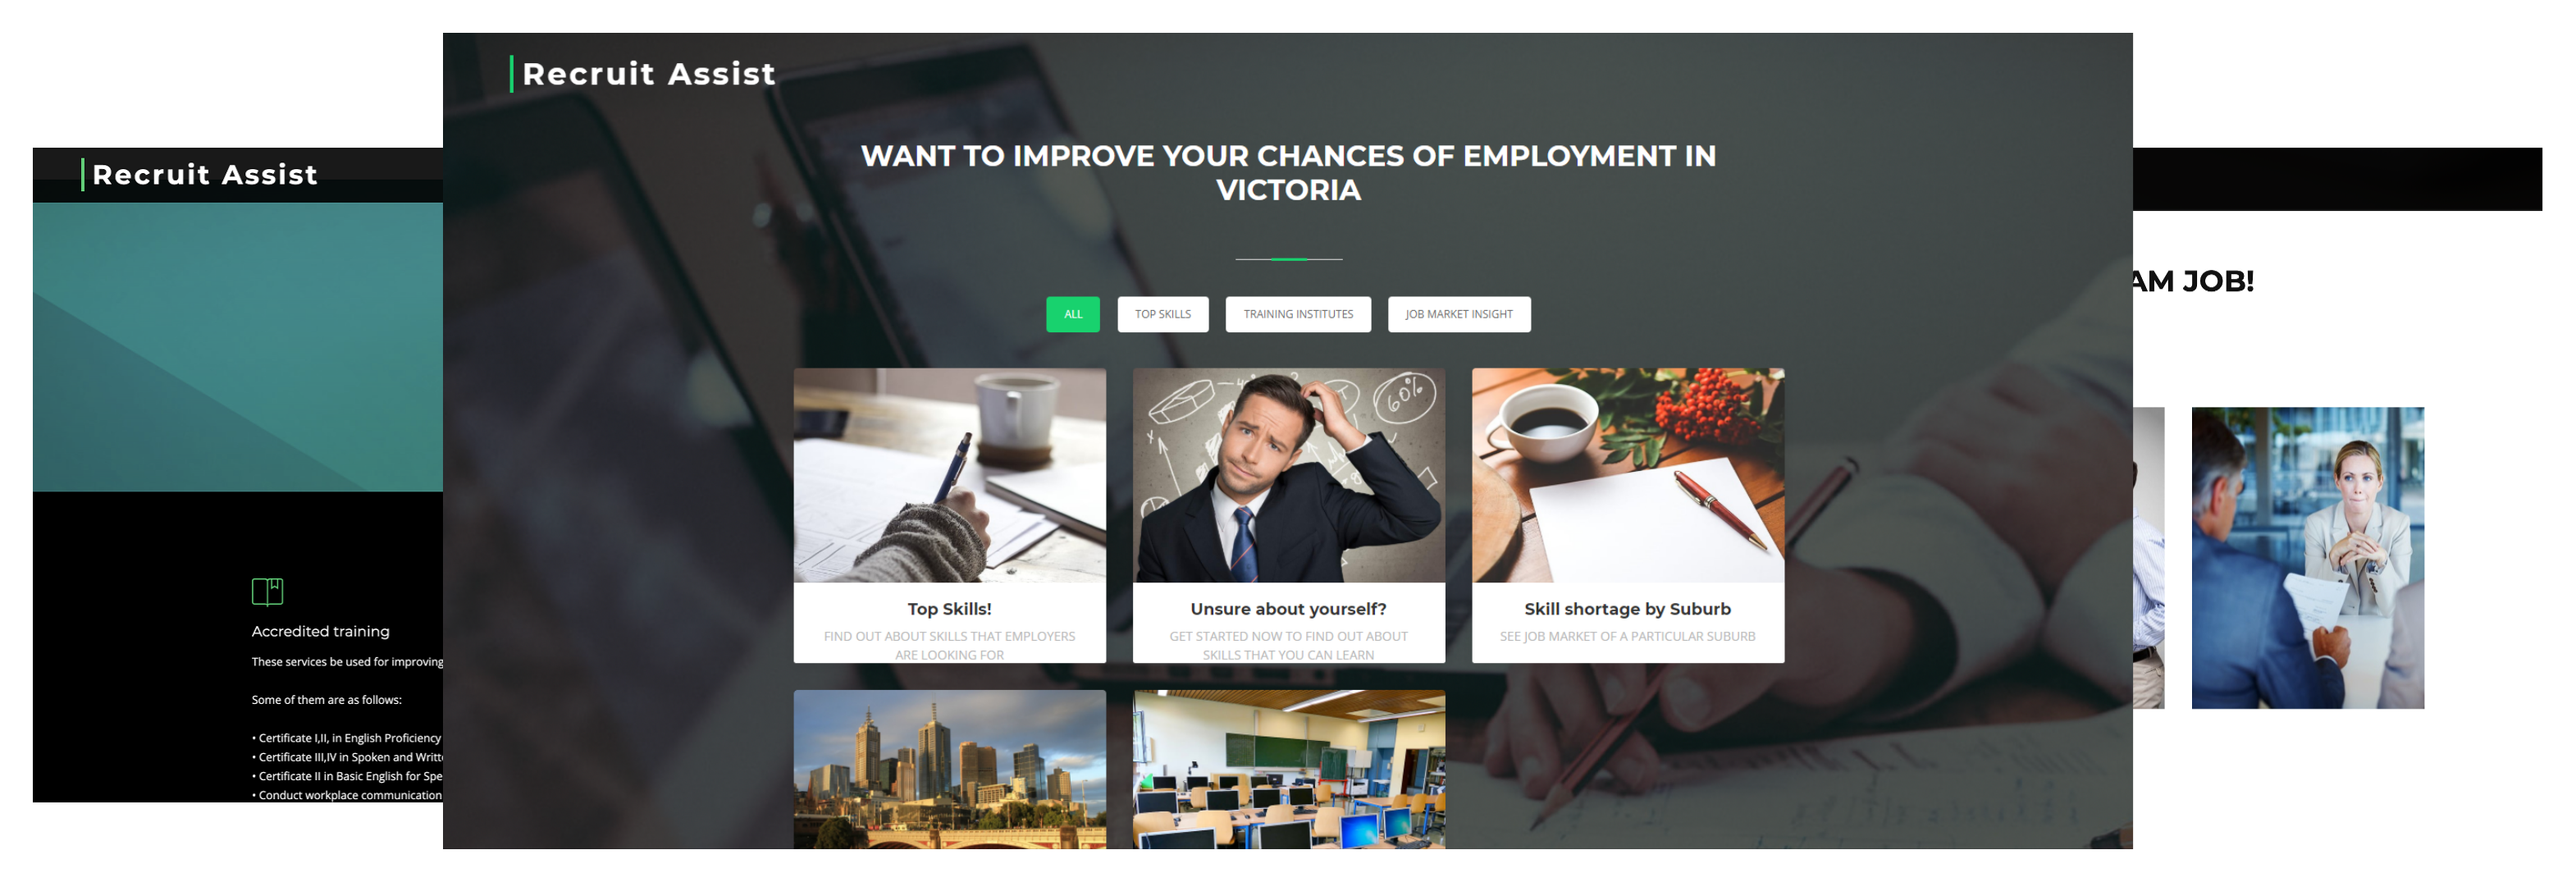 Recruit Assist
Accredited training
These services be used for improving
Some of them are as follows:
• Certificate I,II, in English Proficiency
• Certificate III,IV in Spoken and
• Certificate II in Basic English for
• Conduct workplace communication
Recruit Assist
WANT TO IMPROVE YOUR CHANCES OF EMPLOYMENT IN
VICTORIA
ALL
TOP SKILLS
TRAINING INSTITUTES
JOB MARKET INSIGHT
60%
Top Skills!
FIND OUT ABOUT SKILLS THAT EMPLOYERS
ARE LOOKING FOR
Unsure about yourself?
GET STARTED NOW TO FIND OUT ABOUT
SKILLS THAT YOU CAN LEARN
Skill shortage by Suburb
SEE JOB MARKET OF A PARTICULAR SUBURB
JOB!